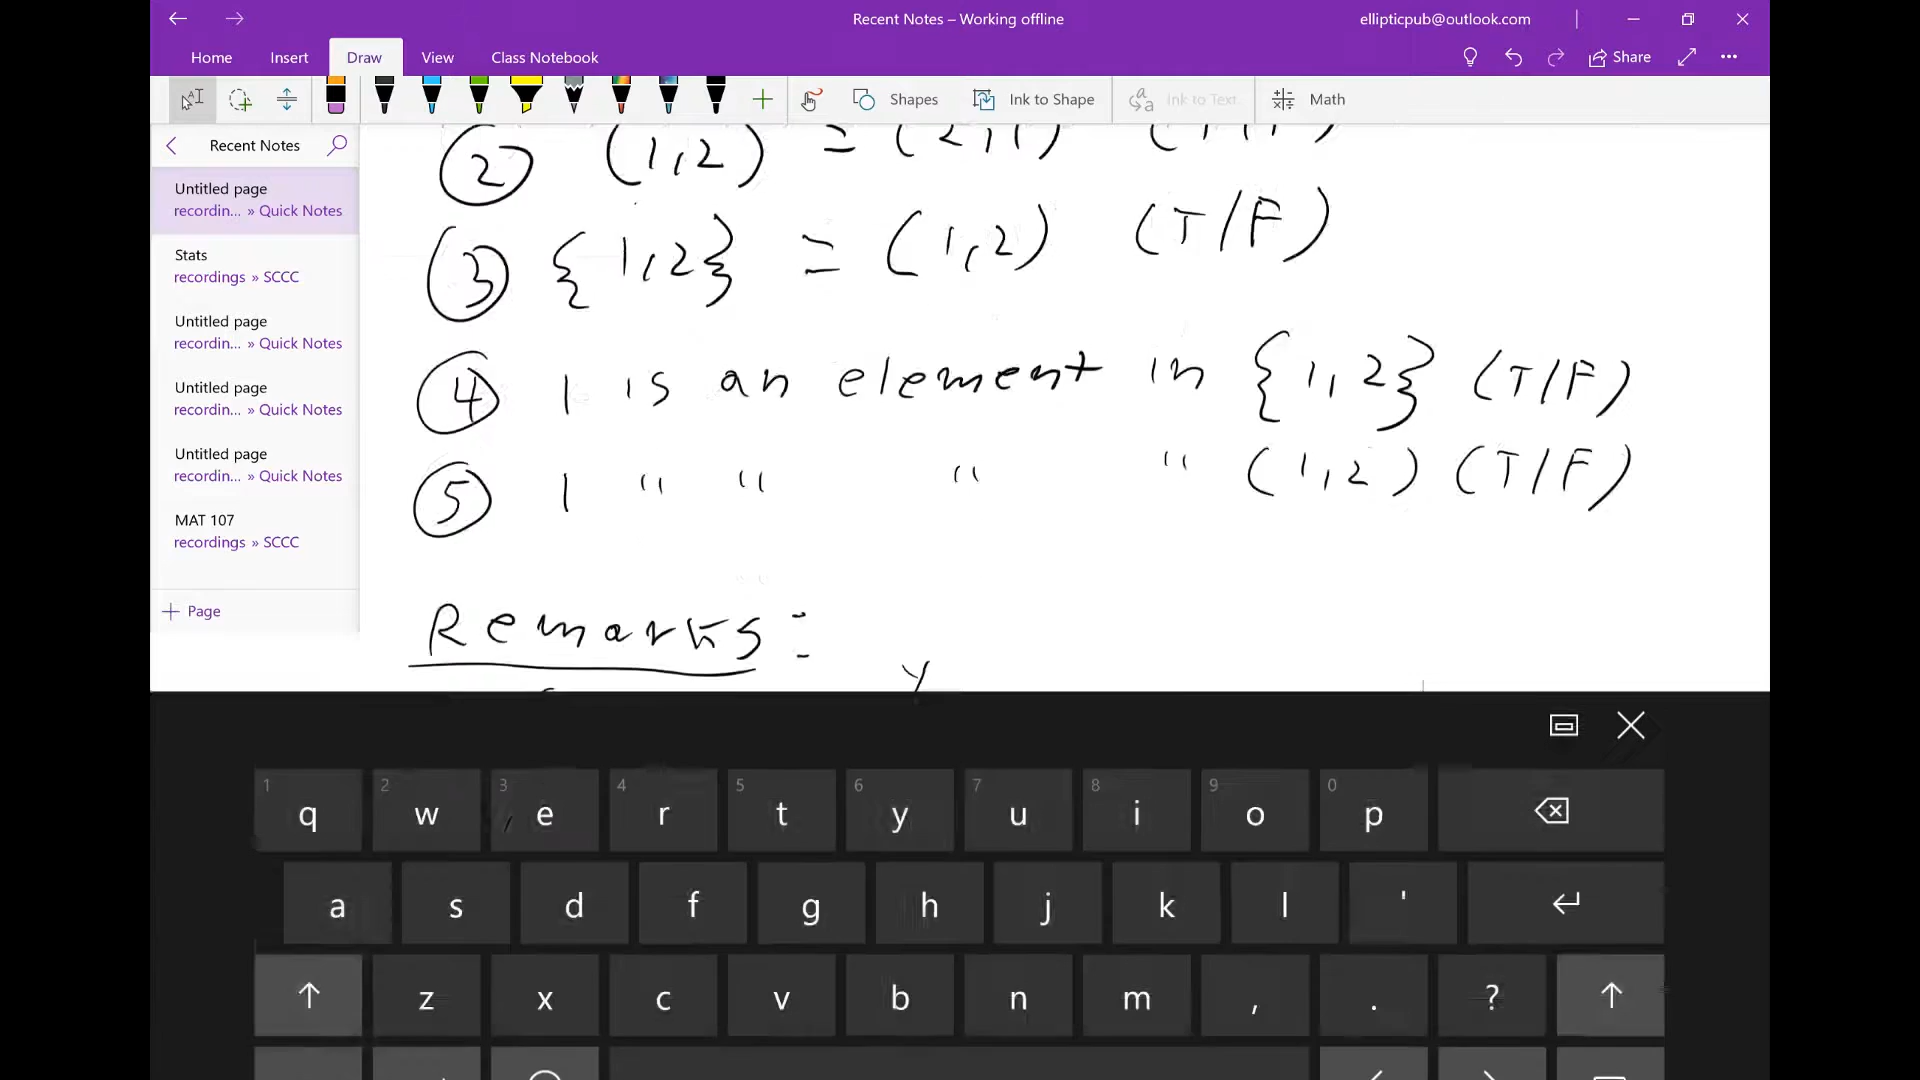 Recent Notes – Working offline
ellipticpub@outlook.com
Home Insert Draw View Class Notebook
Share
Shapes Ink to Shape Ink to Text Math
Recent Notes
Untitled page
recordin... » Quick Notes
Stats
recordings » SCCC
Untitled page
recordin... » Quick Notes
Untitled page
recordin... » Quick Notes
Untitled page
recordin... » Quick Notes
MAT 107
recordings » SCCC
+ Page
② (1,2) = (2,1)
③ {1,2} = (1,2) (T/F)
④ 1 is an element in {1,2} (T/F)
⑤ 1 " " " " (1,2) (T/F)
Remarks:
y
1 2 3 4 5 6 7 8 9 0
q w e r t y u i o p
a s d f g h j k l '
z x c v b n m , . ?